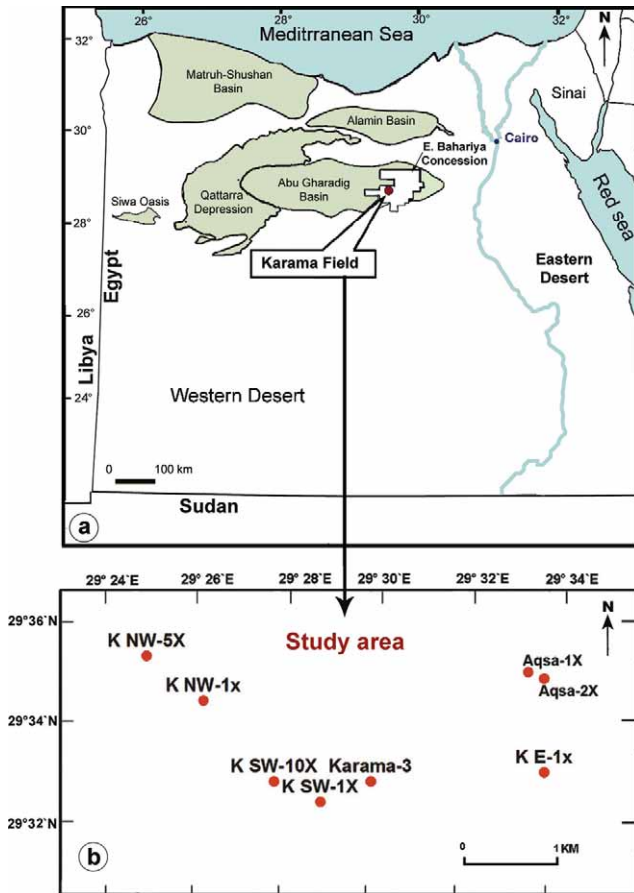 26° 28° 30° 32°
32°
Meditrranean Sea
N
Matruh-Shushan
Basin
Sinai
Alamin Basin
30°
Cairo
E. Bahariya
Concession
Siwa Oasis
Qattarra
Depression
Abu Gharadig
Basin
Red sea
28°
Karama Field
Eastern
Desert
Egypt
Libya
26°
24°
Western Desert
0 100 km
Sudan
a
29° 24'E 29° 26'E 29° 28'E 29° 30'E 29° 32'E 29° 34'E
29°36'N
N
Study area
K NW-5X
Aqsa-1X
K NW-1x
Aqsa-2X
29°34'N
K E-1x
K SW-10X Karama-3
K SW-1X
29°32'N
0 1 KM
b